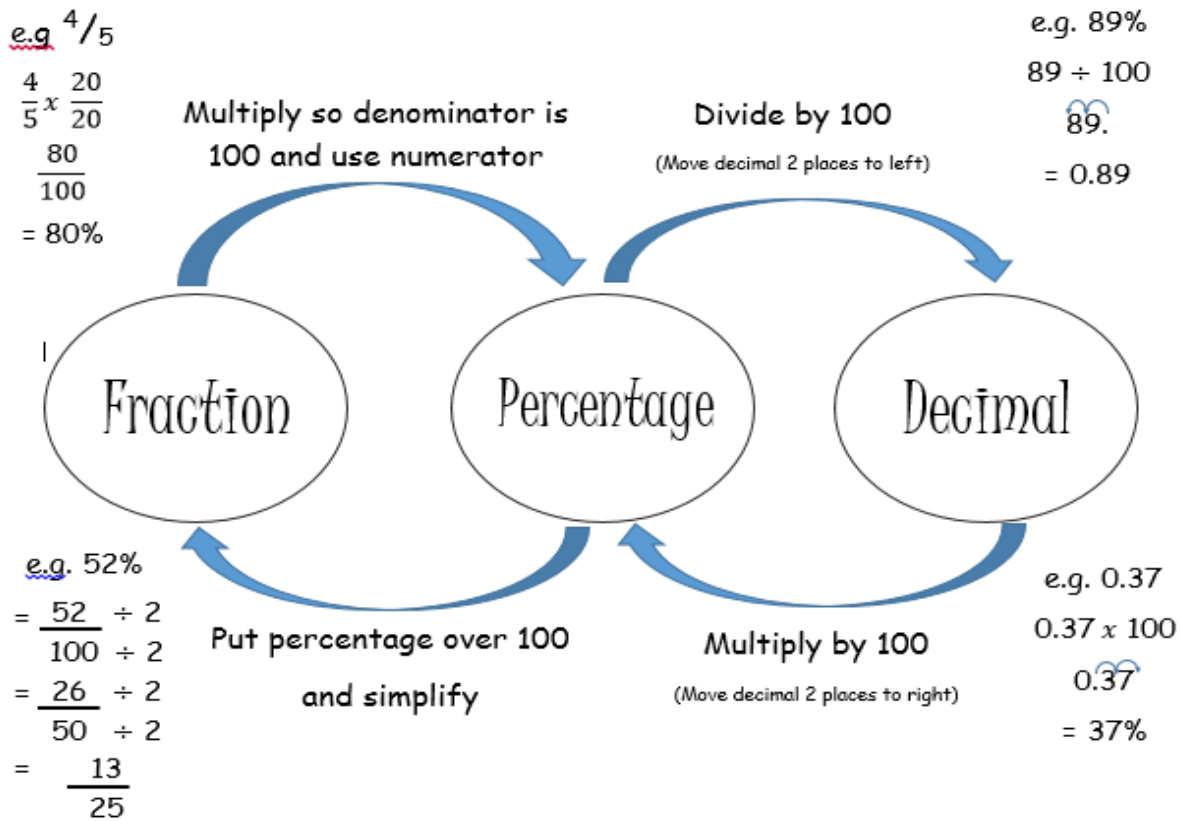 e.g 4/5
4/5 x 20/20
80/100
= 80%
Multiply so denominator is
100 and use numerator
Divide by 100
(Move decimal 2 places to left)
e.g. 89%
89 ÷ 100
89.
= 0.89
Fraction
Percentage
Decimal
e.g. 52%
= 52 ÷ 2
100 ÷ 2
= 26 ÷ 2
50 ÷ 2
= 13
25
Put percentage over 100
and simplify
Multiply by 100
(Move decimal 2 places to right)
e.g. 0.37
0.37 x 100
0.37
= 37%